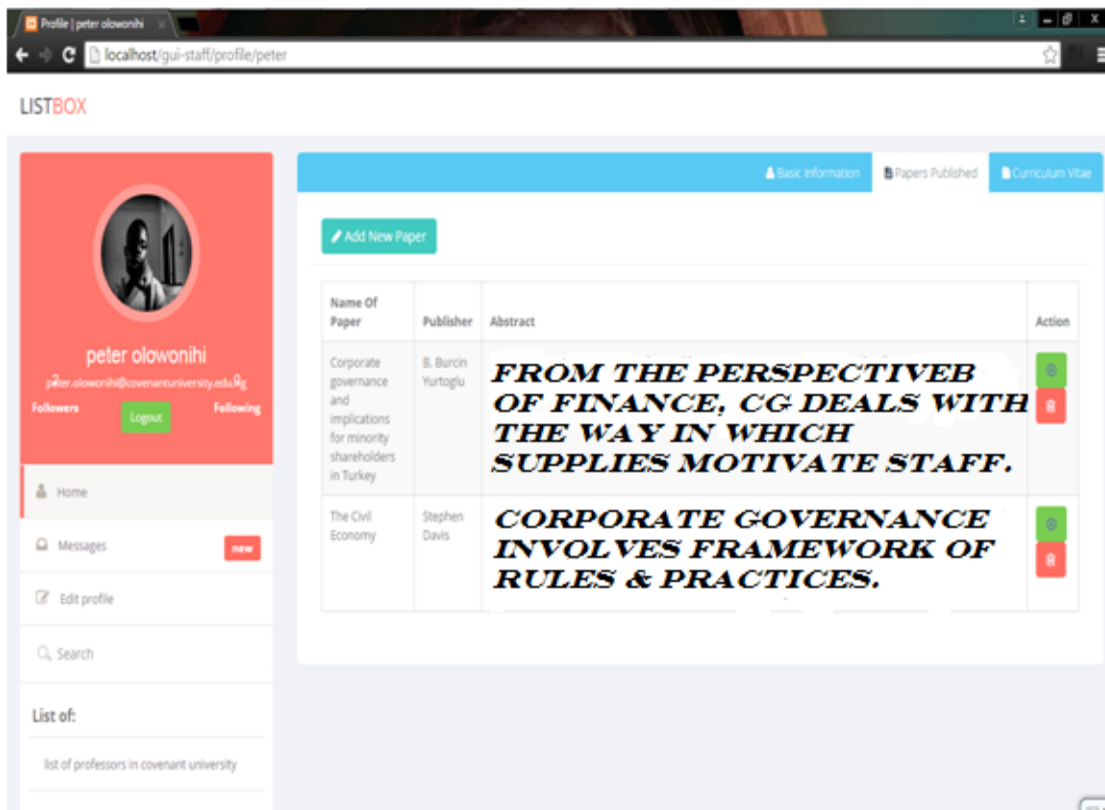 Profile | peter olowonihi
localhost/gui-staff/profile/peter
LISTBOX
Basic Information
Papers Published
Curriculum Vitae
peter olowonihi
Followers
Logout
Following
Home
Messages
new
Edit profile
Search
List of:
list of professors in covenant university
Add New Paper
Name Of
Paper
Publisher
Abstract
Action
Corporate
governance
and
implications
for minority
shareholders
in Turkey
B. Burcin
Yurtoglu
FROM THE PERSPECTIVEB
OF FINANCE, CG DEALS WITH
THE WAY IN WHICH
SUPPLIES MOTIVATE STAFF.
The Civil
Economy
Stephen
Davis
CORPORATE GOVERNANCE
INVOLVES FRAMEWORK OF
RULES & PRACTICES.